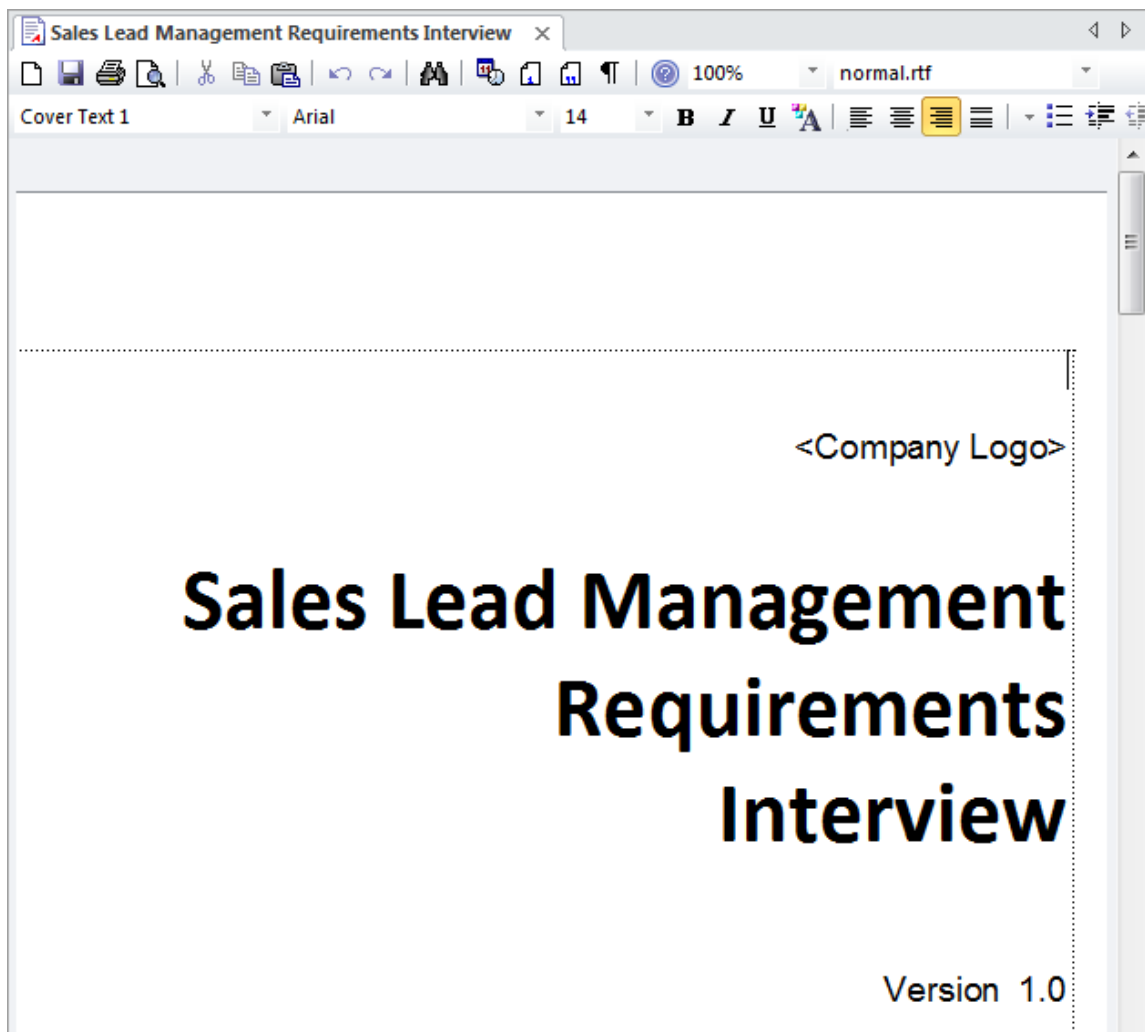 Sales Lead Management Requirements Interview
100% normal.rtf
Cover Text 1 Arial 14 B I U A
<Company Logo>
Sales Lead Management
Requirements
Interview
Version 1.0